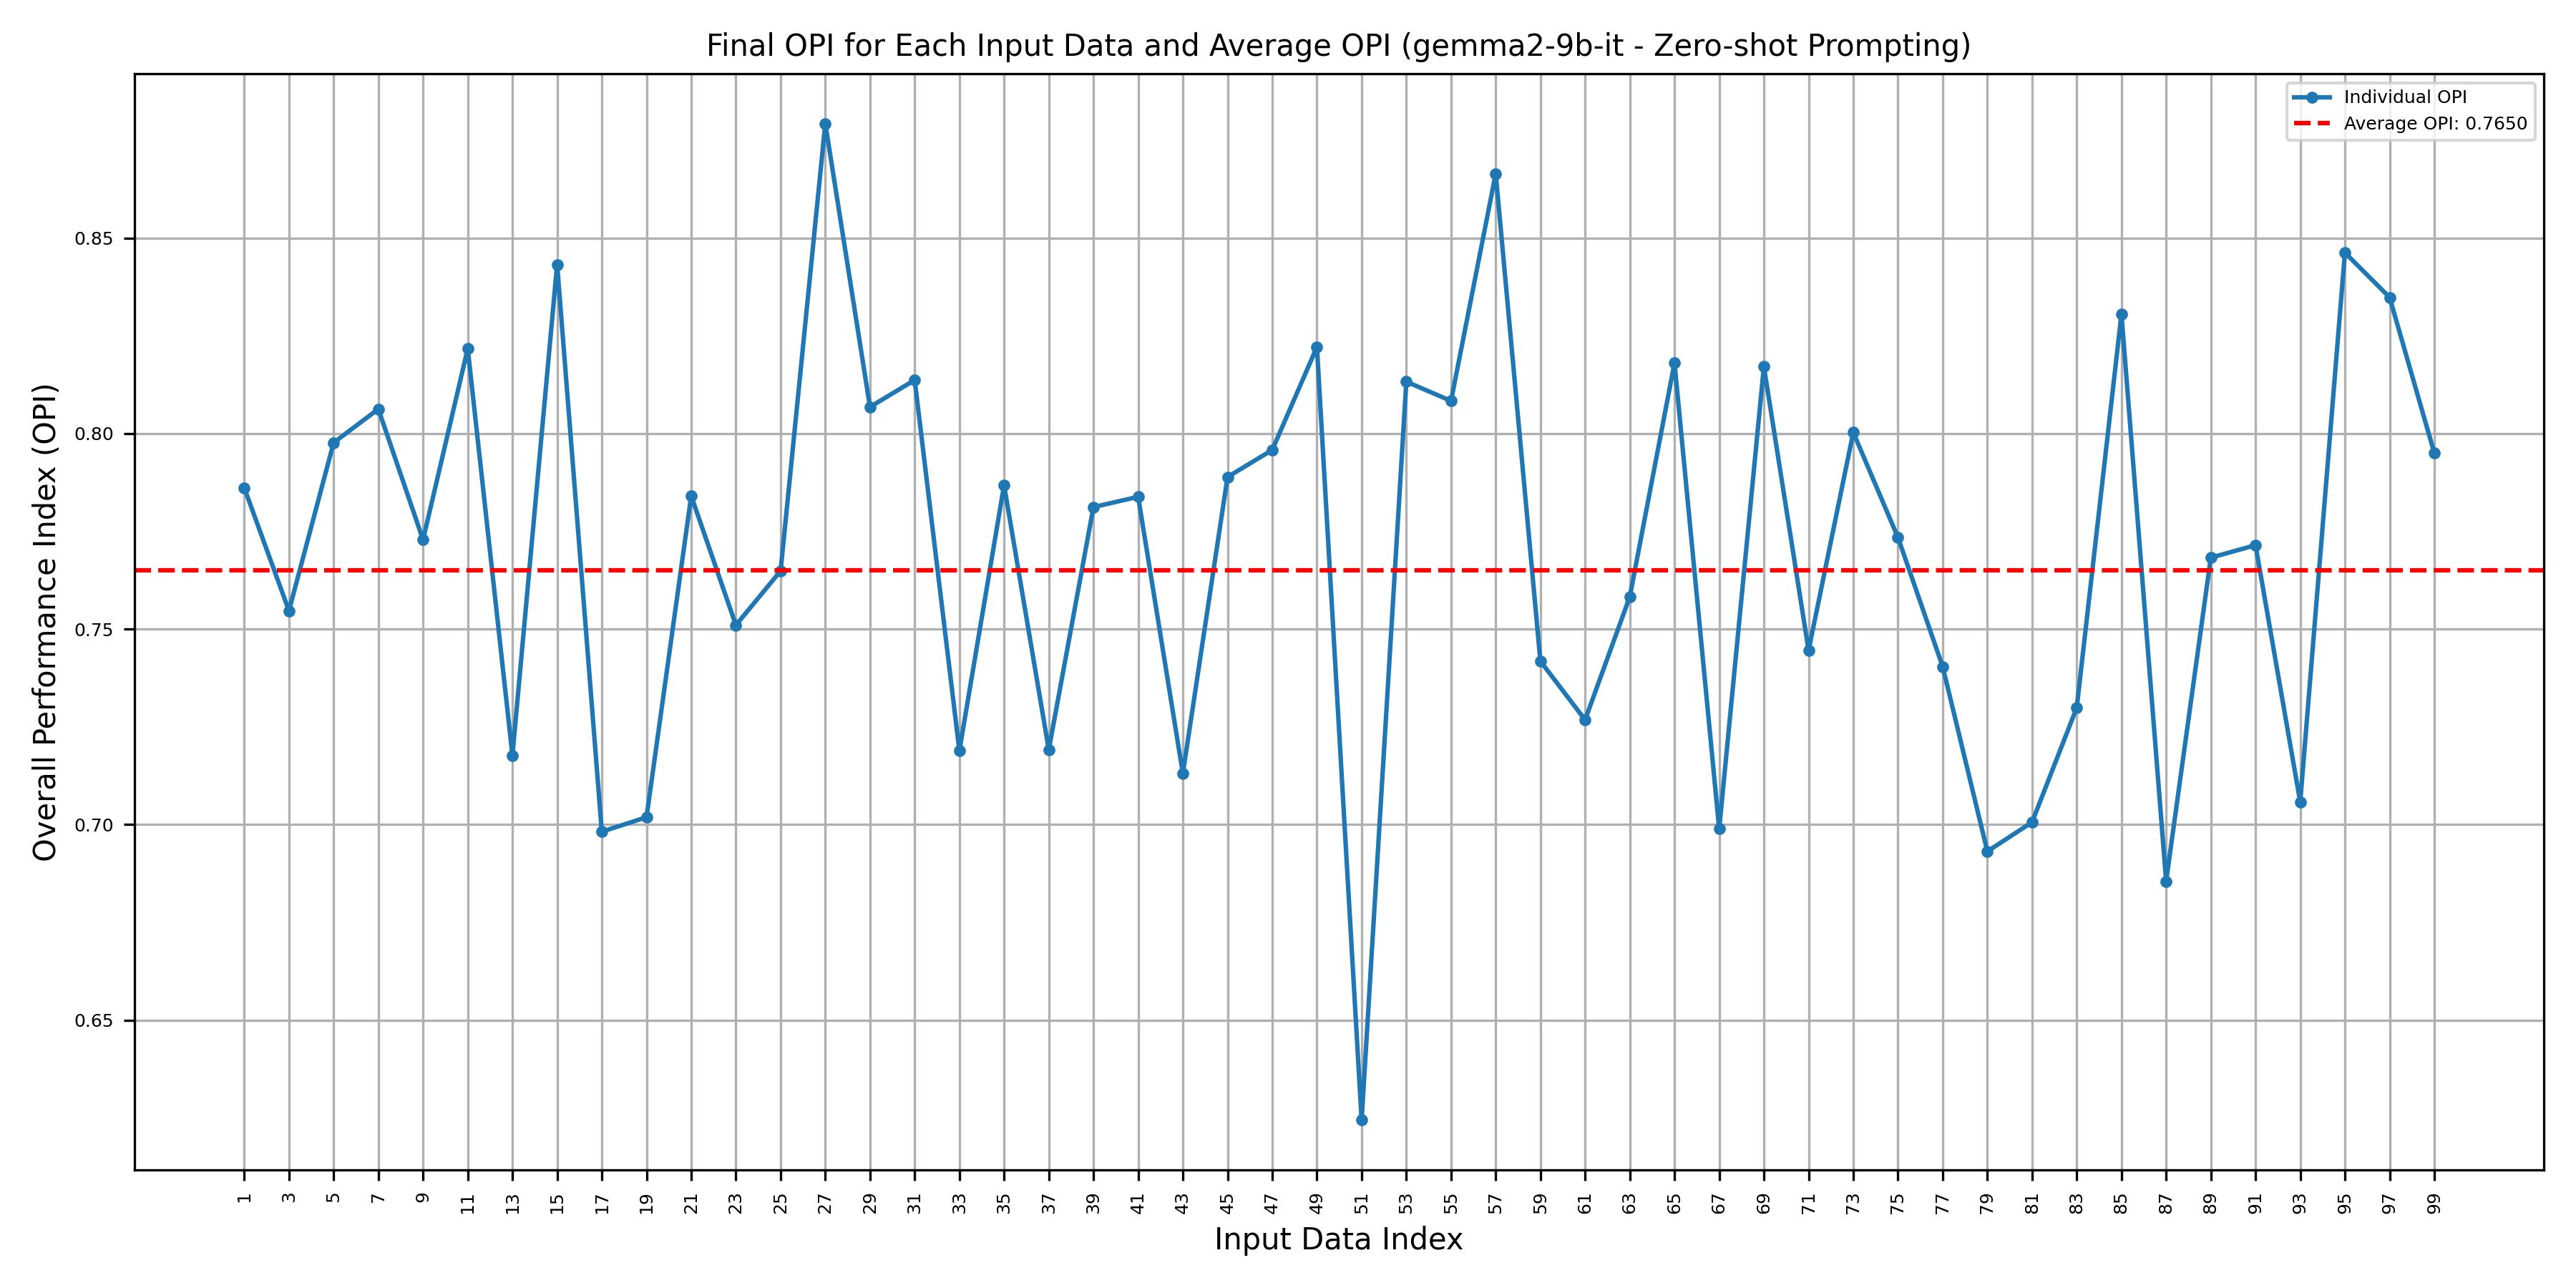 Final OPI for Each Input Data and Average OPI (gemma2-9b-it - Zero-shot Prompting)
Individual OPI
Average OPI: 0.7650
Overall Performance Index (OPI)
0.85
0.80
0.75
0.70
0.65
1 3 5 7 9 11 13 15 17 19 21 23 25 27 29 31 33 35 37 39 41 43 45 47 49 51 53 55 57 59 61 63 65 67 69 71 73 75 77 79 81 83 85 87 89 91 93 95 97 99
Input Data Index